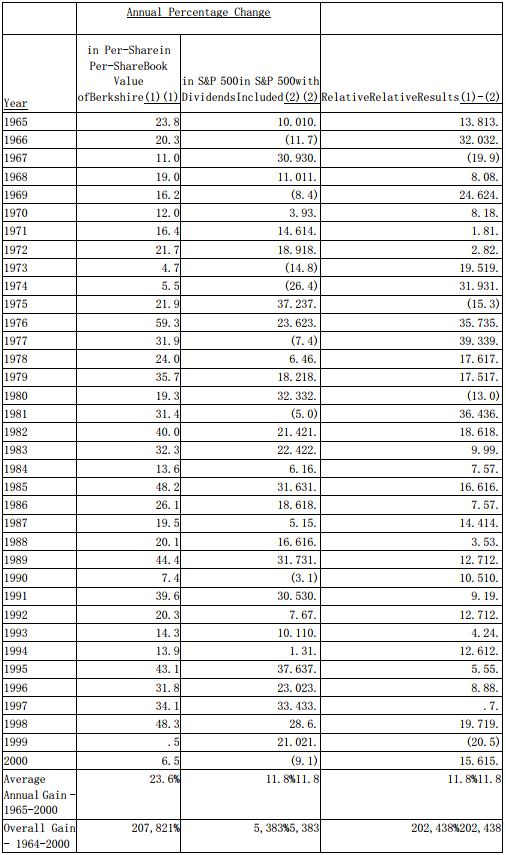 Annual Percentage Change
in Per-Sharein
Per-ShareBook
Value
ofBerkshire(1)(1)
in S&P 500in S&P 500with
DividendsIncluded(2)(2)
RelativeRelativeResults(1)-(2)
Year
1965 23.8 10.010. 13.813.
1966 20.3 (11.7) 32.032.
1967 11.0 30.930. (19.9)
1968 19.0 11.011. 8.08.
1969 16.2 (8.4) 24.624.
1970 12.0 3.93. 8.18.
1971 16.4 14.614. 1.81.
1972 21.7 18.918. 2.82.
1973 4.7 (14.8) 19.519.
1974 5.5 (26.4) 31.931.
1975 21.9 37.237. (15.3)
1976 59.3 23.623. 35.735.
1977 31.9 (7.4) 39.339.
1978 24.0 6.46. 17.617.
1979 35.7 18.218. 17.517.
1980 19.3 32.332. (13.0)
1981 31.4 (5.0) 36.436.
1982 40.0 21.421. 18.618.
1983 32.3 22.422. 9.99.
1984 13.6 6.16. 7.57.
1985 48.2 31.631. 16.616.
1986 26.1 18.618. 7.57.
1987 19.5 5.15. 14.414.
1988 20.1 16.616. 3.53.
1989 44.4 31.731. 12.712.
1990 7.4 (3.1) 10.510.
1991 39.6 30.530. 9.19.
1992 20.3 7.67. 12.712.
1993 14.3 10.110. 4.24.
1994 13.9 1.31. 12.612.
1995 43.1 37.637. 5.55.
1996 31.8 23.023. 8.88.
1997 34.1 33.433. .7.
1998 48.3 28.6. 19.719.
1999 .5 21.021. (20.5)
2000 6.5 (9.1) 15.615.
Average 23.6% 11.8%11.8 11.8%11.8
Annual Gain -
1965-2000
Overall Gain 207,821% 5,383%5,383 202,438%202,438
- 1964-2000